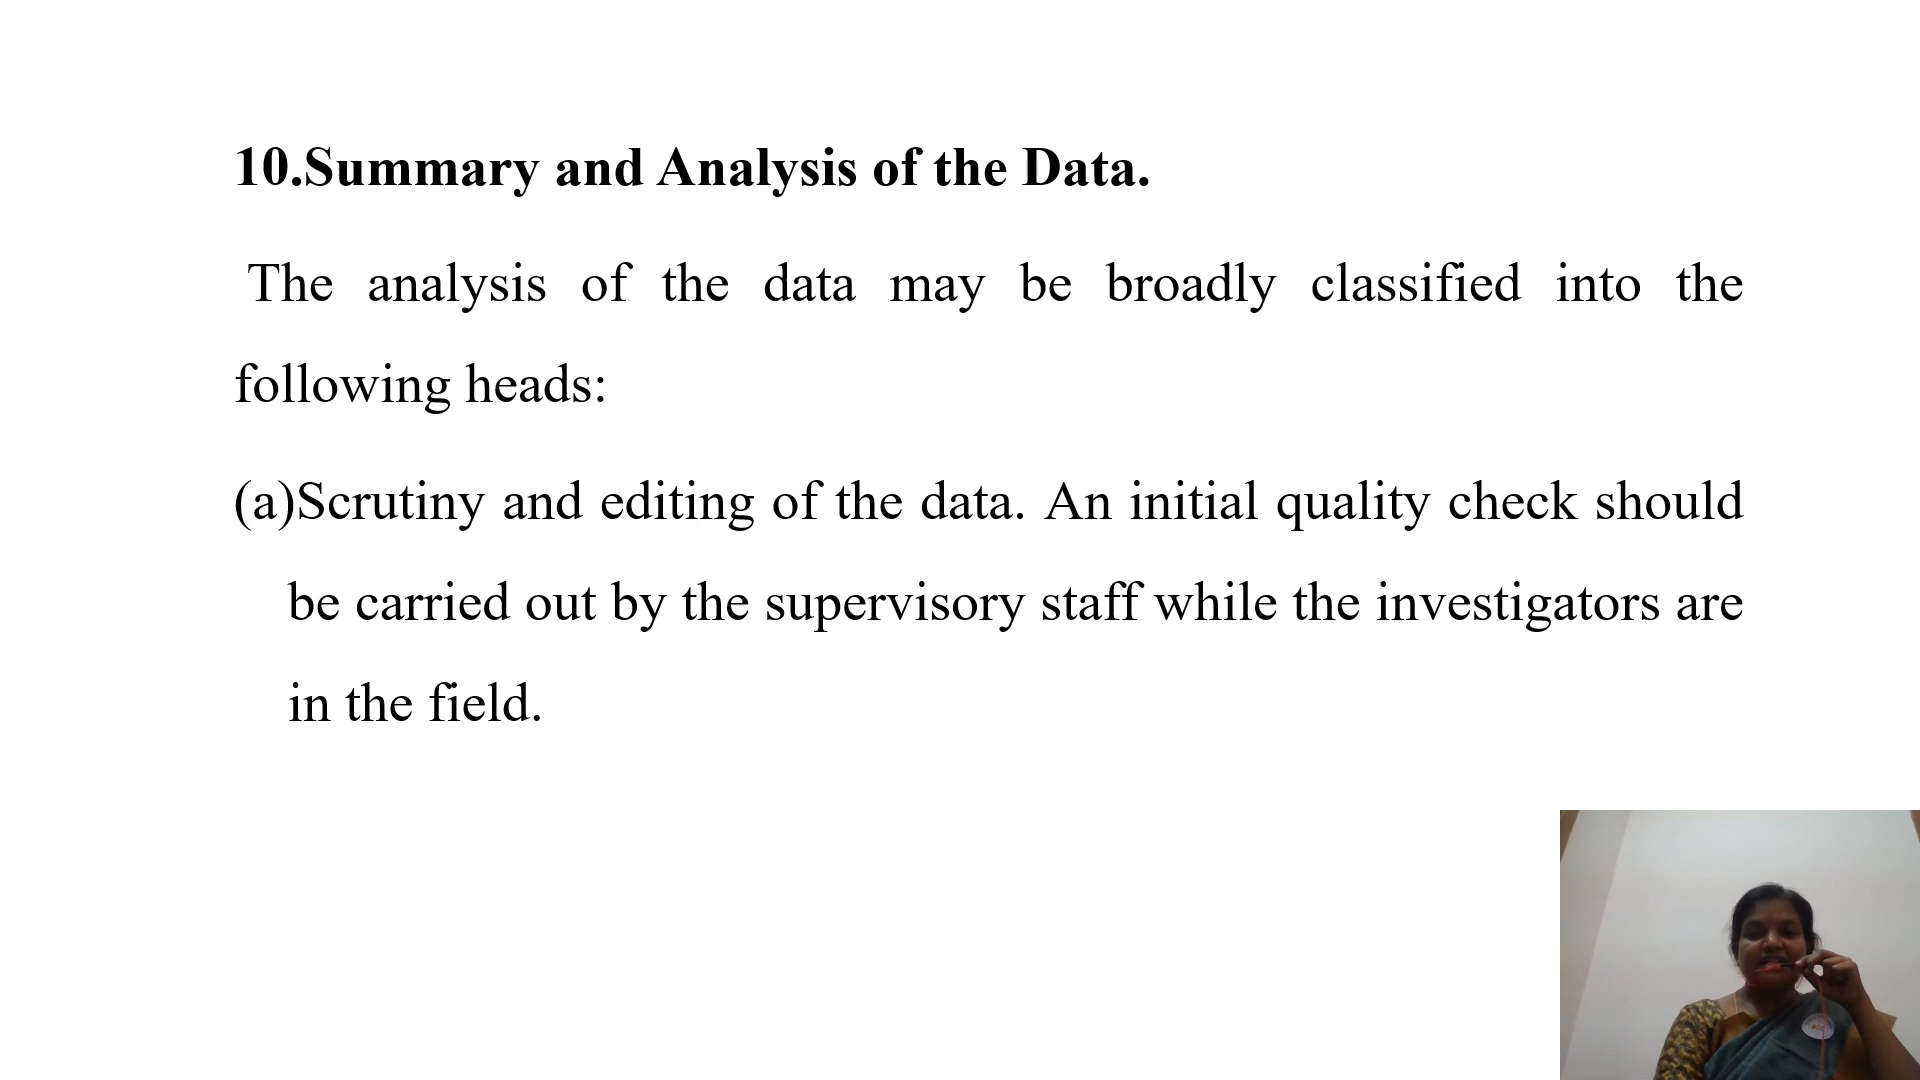 10.Summary and Analysis of the Data.
The analysis of the data may be broadly classified into the
following heads:
(a)Scrutiny and editing of the data. An initial quality check should
be carried out by the supervisory staff while the investigators are
in the field.